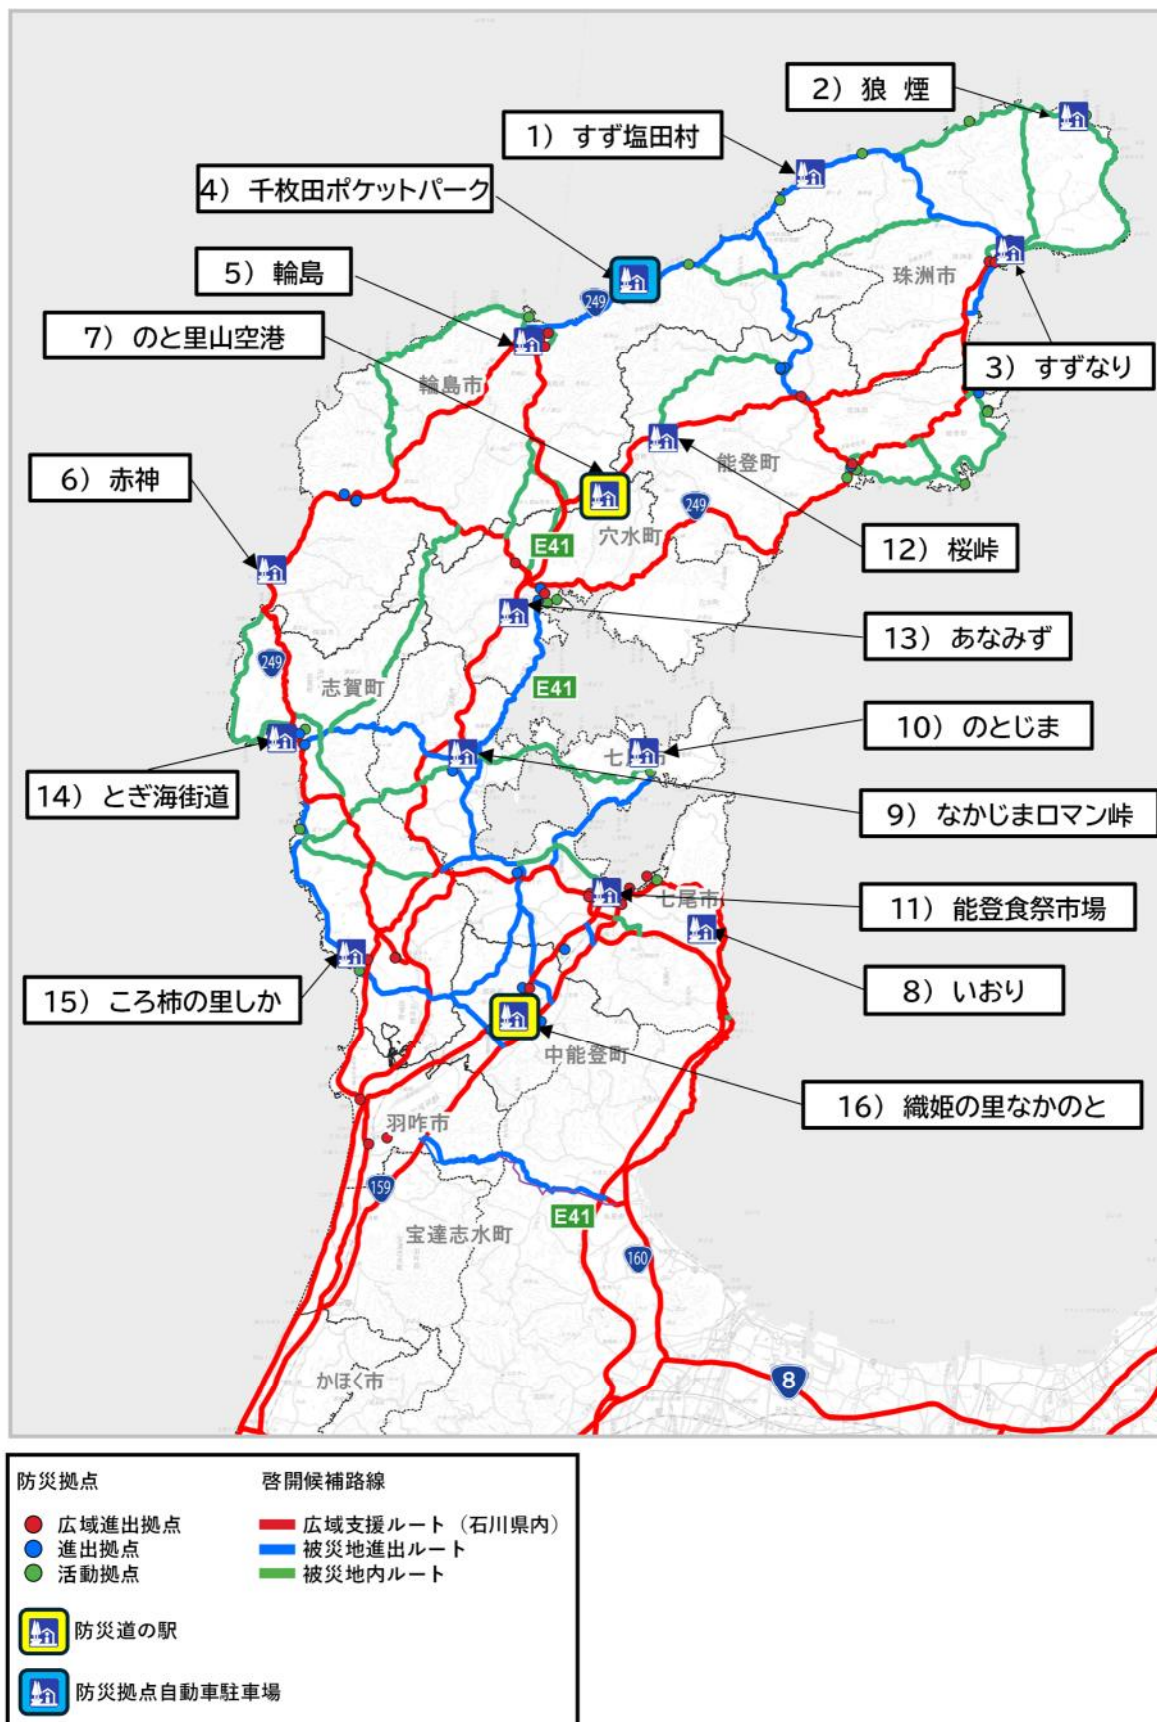 2） 狼 煙
1） すず塩田村
4） 千枚田ポケットパーク
5） 輪島
249
珠洲市
7） のと里山空港
3） すずなり
輪島市
6） 赤神
能登町
249
穴水町
E41
12） 桜峠
13） あなみず
249
志賀町
E41
10） のとじま
七尾市
14） とぎ海街道
9） なかじまロマン峠
七尾市
11） 能登食祭市場
8） いおり
15） ころ柿の里しか
中能登町
16） 織姫の里なかのと
羽咋市
159
E41
宝達志水町
160
かほく市
8
防災拠点
啓開候補路線
広域進出拠点
広域支援ルート（石川県内）
進出拠点
被災地進出ルート
活動拠点
被災地内ルート
防災道の駅
防災拠点自動車駐車場